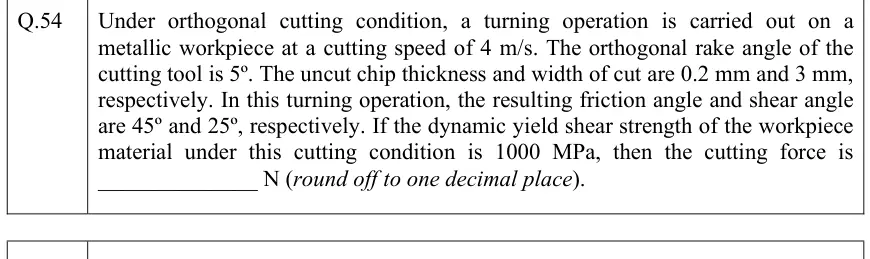 Q.54 Under orthogonal cutting condition, a turning operation is carried out on a
metallic workpiece at a cutting speed of 4 m/s. The orthogonal rake angle of the
cutting tool is 5º. The uncut chip thickness and width of cut are 0.2 mm and 3 mm,
respectively. In this turning operation, the resulting friction angle and shear angle
are 45º and 25º, respectively. If the dynamic yield shear strength of the workpiece
material under this cutting condition is 1000 MPa, then the cutting force is
_______________ N (round off to one decimal place).